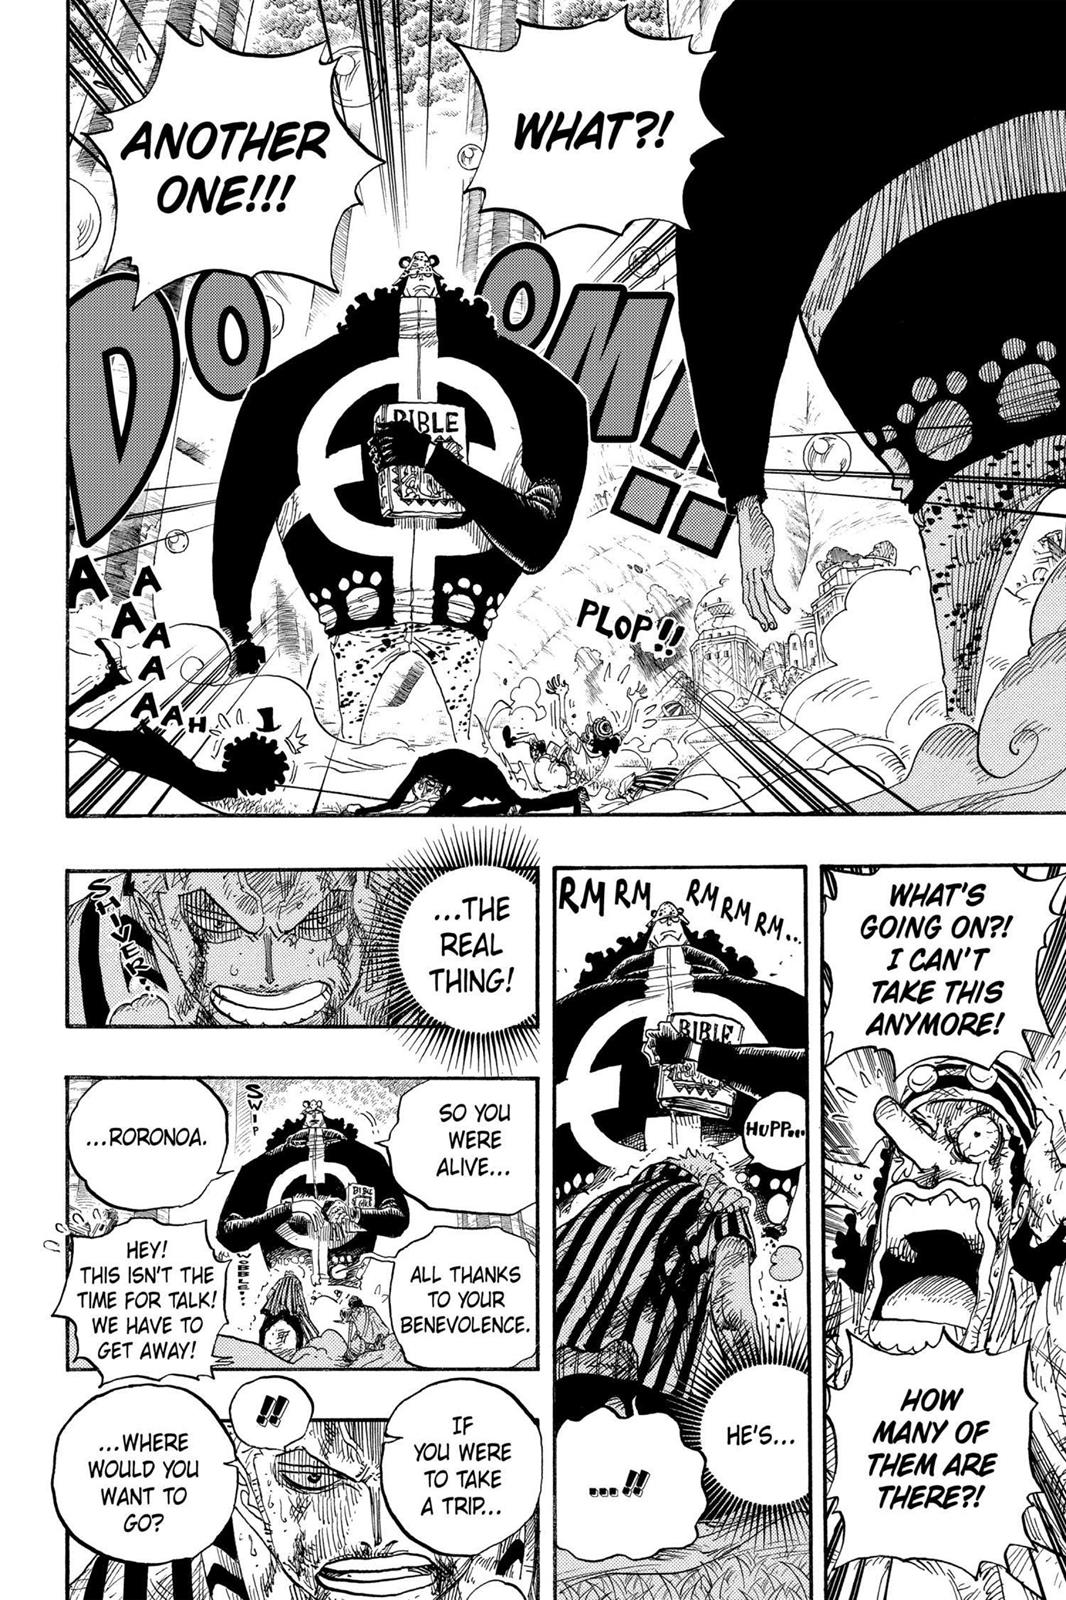 WHAT?!
ANOTHER
ONE!!!
DOOM!!
BIBLE
PLOP!!
AAAAAAAH
WHAT'S
GOING ON?!
I CAN'T
TAKE THIS
ANYMORE!
HOW
MANY OF
THEM ARE
THERE?!
RM RM
RM RM RM...
BIBLE
HUPP...
HE'S...
...!!
...THE
REAL
THING!
SHIVER...
SO YOU
WERE
ALIVE...
SWIP
...RORONOA.
BIBLE
ALL THANKS
TO YOUR
BENEVOLENCE.
WOBBLE...
HEY!
THIS ISN'T THE
TIME FOR TALK!
WE HAVE TO
GET AWAY!
IF
YOU WERE
TO TAKE
A TRIP...
!!
...WHERE
WOULD YOU
WANT TO
GO?